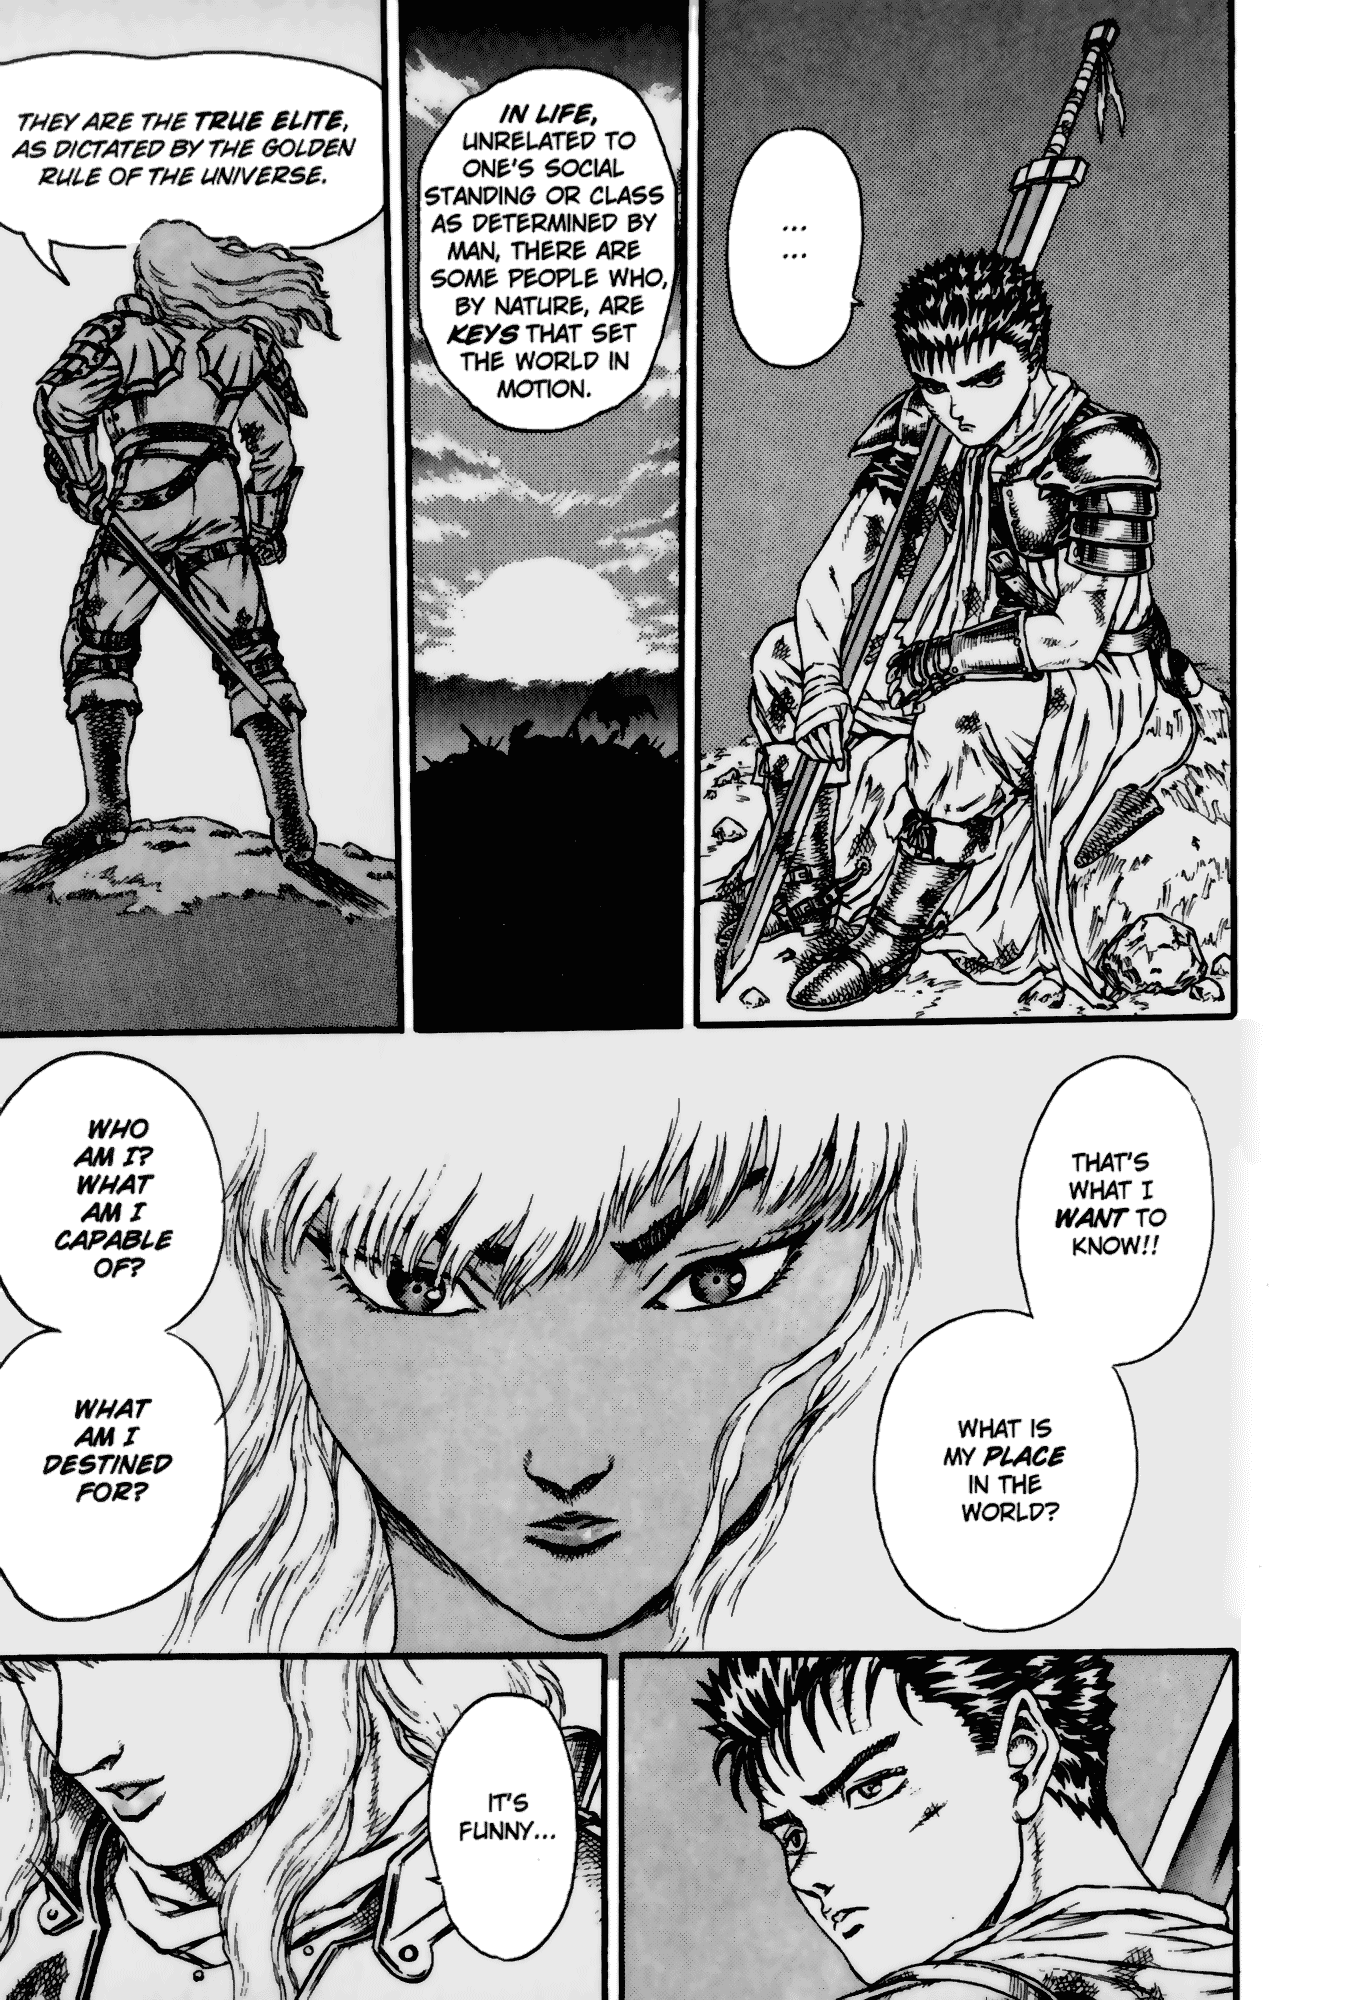 ...
...
IN LIFE,
UNRELATED TO
ONE'S SOCIAL
STANDING OR CLASS
AS DETERMINED BY
MAN, THERE ARE
SOME PEOPLE WHO,
BY NATURE, ARE
KEYS THAT SET
THE WORLD IN
MOTION.
THEY ARE THE TRUE ELITE,
AS DICTATED BY THE GOLDEN
RULE OF THE UNIVERSE.
THAT'S
WHAT I
WANT TO
KNOW!!
WHAT IS
MY PLACE
IN THE
WORLD?
WHO
AM I?
WHAT
AM I
CAPABLE
OF?
WHAT
AM I
DESTINED
FOR?
IT'S
FUNNY...